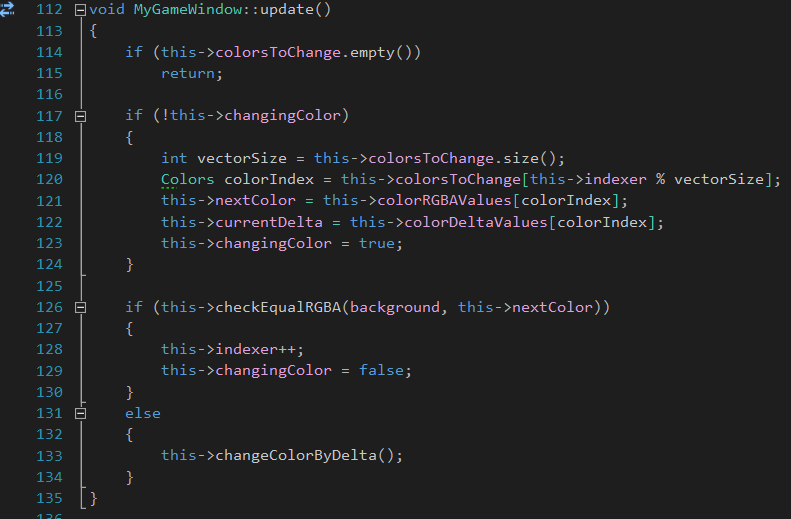 112 void MyGameWindow::update()
113 {
114 if (this->colorsToChange.empty())
115 return;
116
117 if (!this->changingColor)
118 {
119 int vectorSize = this->colorsToChange.size();
120 Colors colorIndex = this->colorsToChange[this->indexer % vectorSize];
121 this->nextColor = this->colorRGBAValues[colorIndex];
122 this->currentDelta = this->colorDeltaValues[colorIndex];
123 this->changingColor = true;
124 }
125
126 if (this->checkEqualRGBA(background, this->nextColor))
127 {
128 this->indexer++;
129 this->changingColor = false;
130 }
131 else
132 {
133 this->changeColorByDelta();
134 }
135 }
136